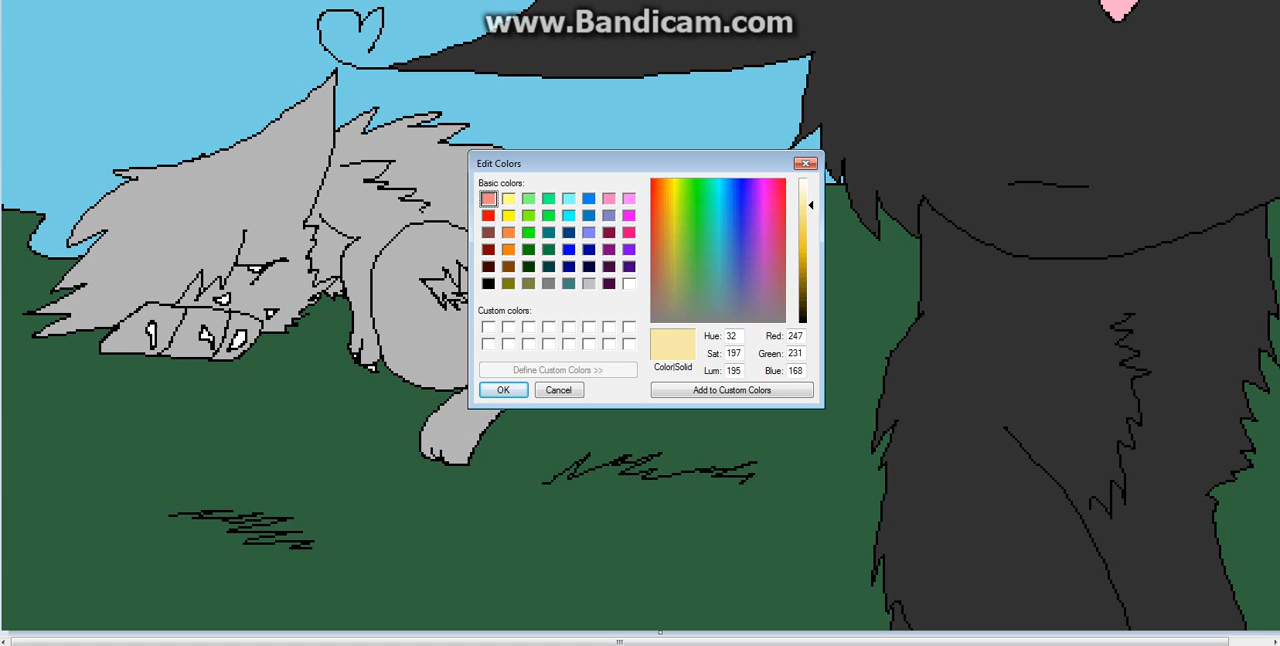 www.Bandicam.com
Edit Colors
Basic colors:
Custom colors:
Hue: 32 Red: 247
Sat: 197 Green: 231
Color|Solid
Lum: 195 Blue: 168
Define Custom Colors >>
OK Cancel Add to Custom Colors